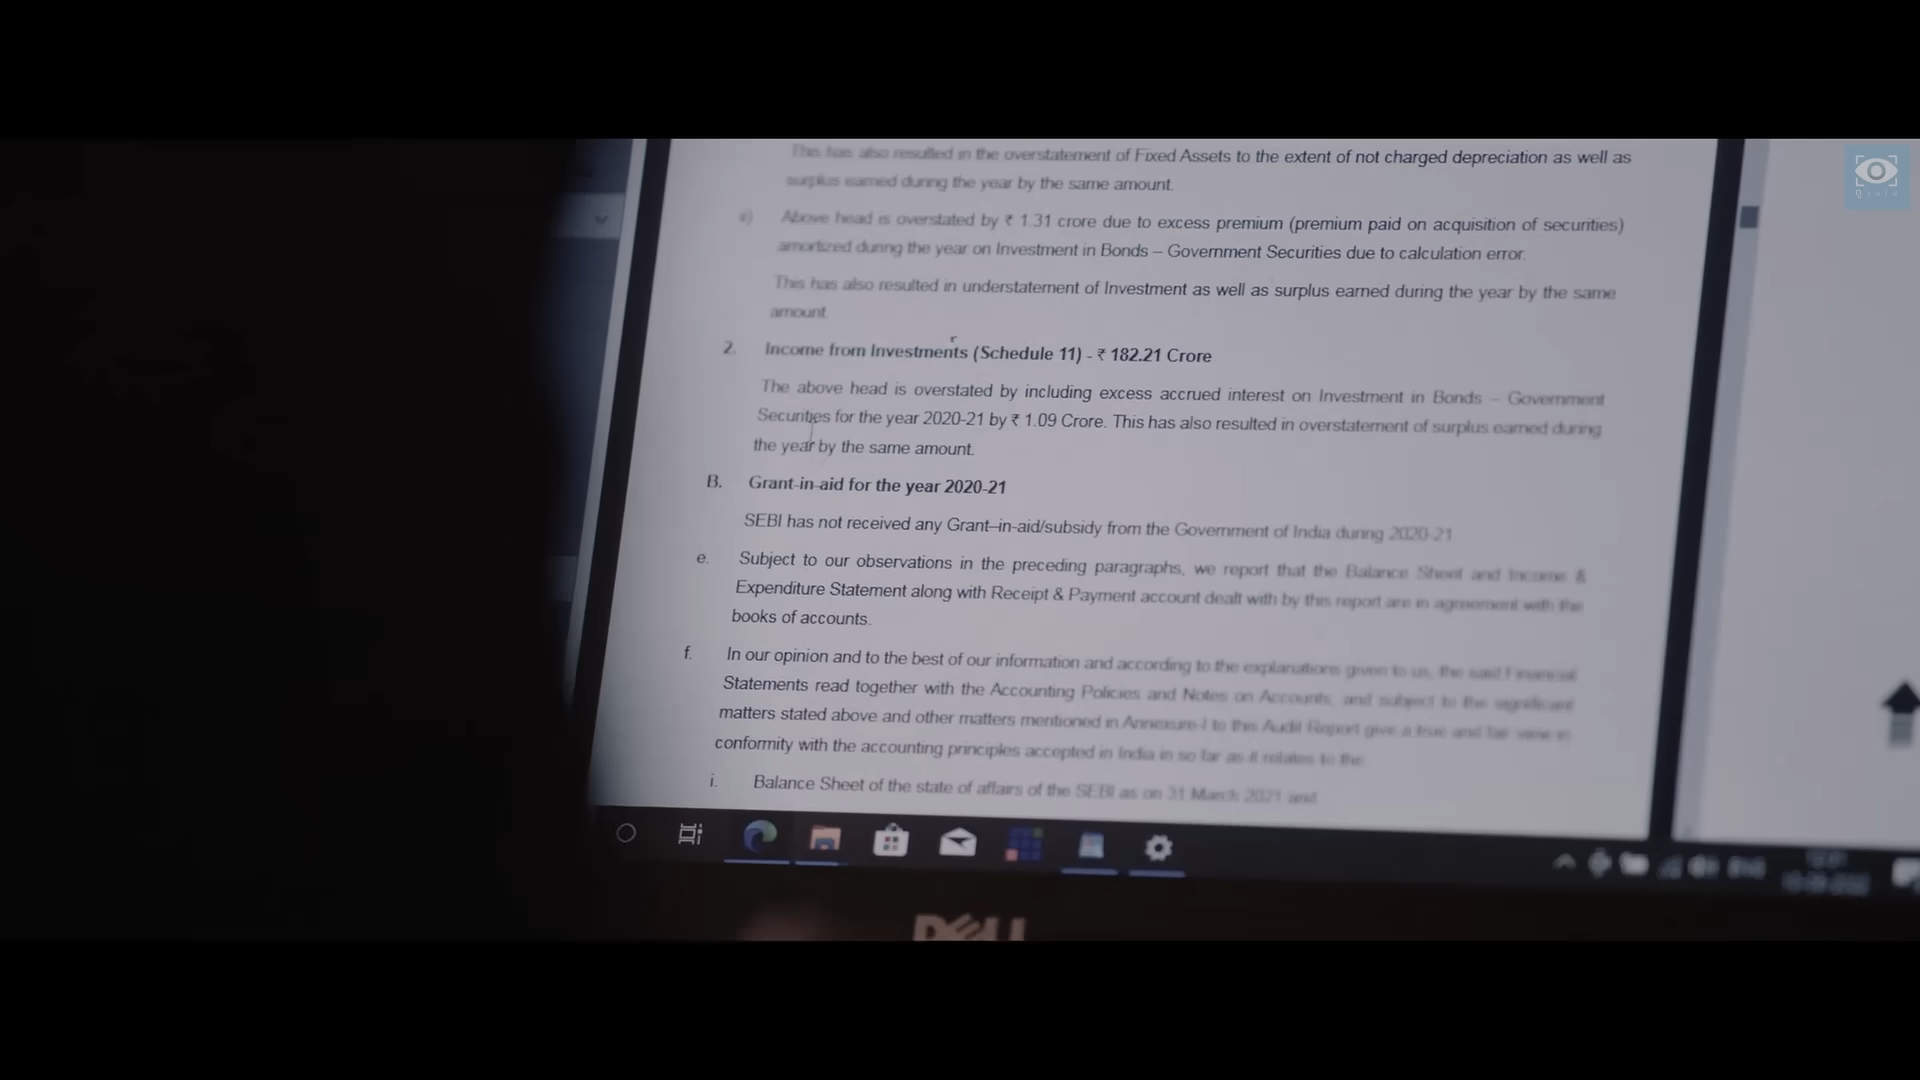 This has also resulted in the overstatement of Fixed Assets to the extent of not charged depreciation as well as
surplus earned during the year by the same amount.
ii) Above head is overstated by ₹ 1.31 crore due to excess premium (premium paid on acquisition of securities)
amortized during the year on Investment in Bonds – Government Securities due to calculation error.
This has also resulted in understatement of Investment as well as surplus earned during the year by the same
amount.
2. Income from Investments (Schedule 11) - ₹ 182.21 Crore
The above head is overstated by including excess accrued interest on Investment in Bonds – Government
Securities for the year 2020-21 by ₹ 1.09 Crore. This has also resulted in overstatement of surplus earned during
the year by the same amount.
B. Grant-in-aid for the year 2020-21
SEBI has not received any Grant–in-aid/subsidy from the Government of India during 2020-21
e. Subject to our observations in the preceding paragraphs, we report that the Balance Sheet and Income &
Expenditure Statement along with Receipt & Payment account dealt with by this report are in agreement with the
books of accounts.
f. In our opinion and to the best of our information and according to the explanations given to us, the said Financial
Statements read together with the Accounting Policies and Notes on Accounts, and subject to the significant
matters stated above and other matters mentioned in Annexure-I to this Audit Report give a true and fair view in
conformity with the accounting principles accepted in India in so far as it relates to the
i. Balance Sheet of the state of affairs of the SEBI as on 31 March 2021 and
ENG
DELL